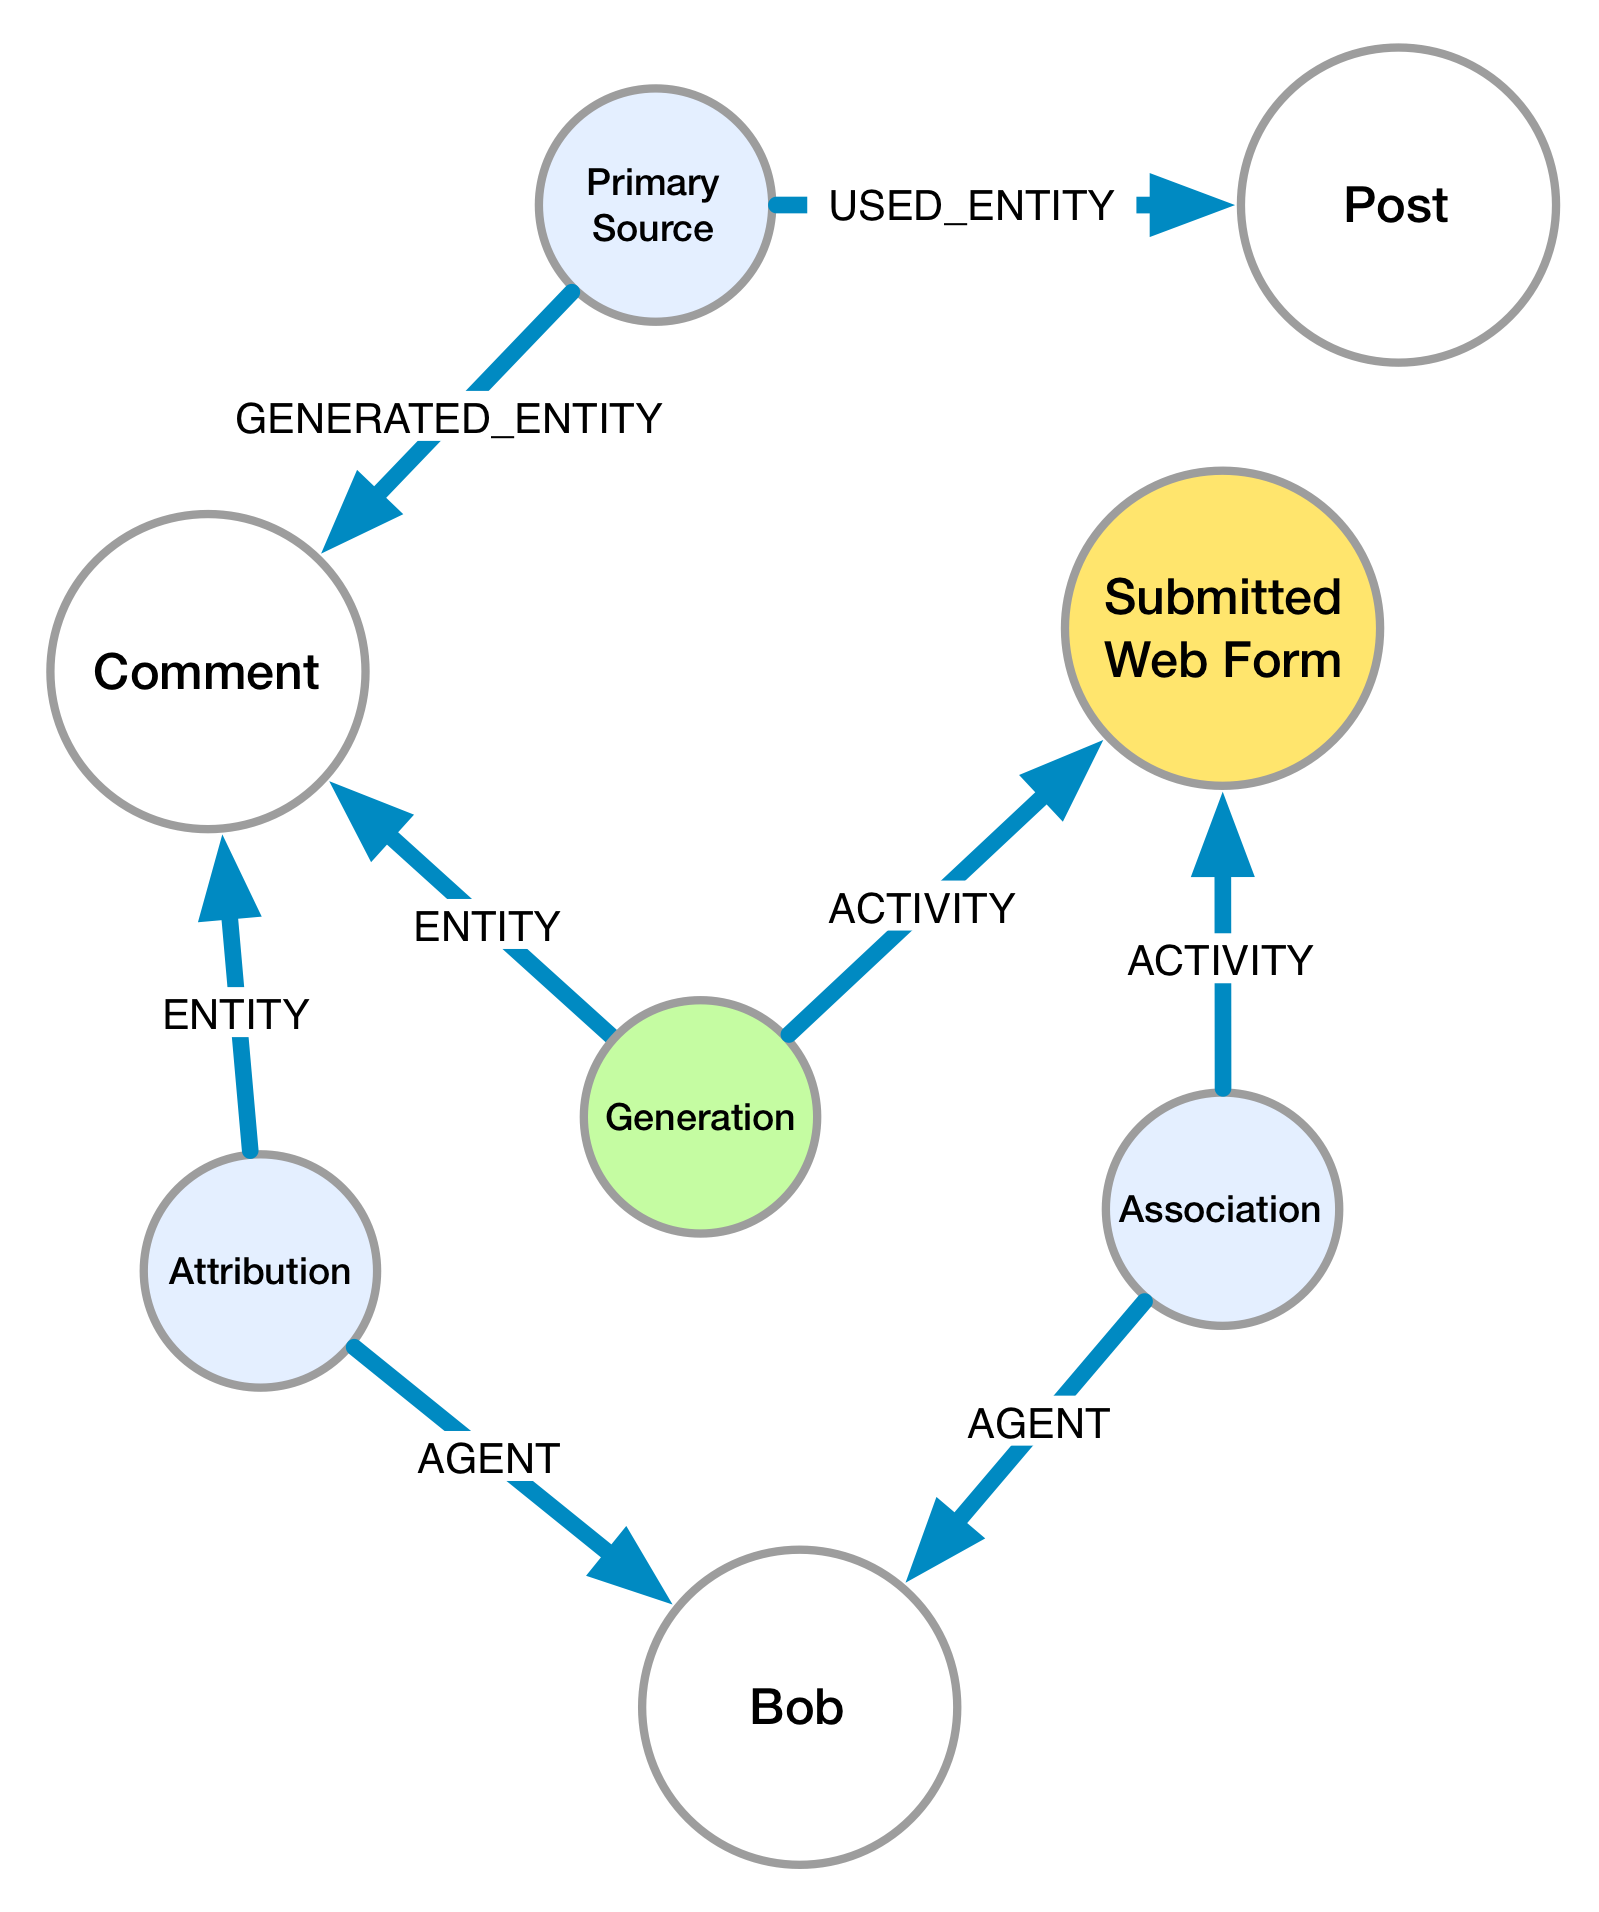 Primary
Source
USED_ENTITY
Post
GENERATED_ENTITY
Submitted
Web Form
Comment
ACTIVITY
ENTITY
ACTIVITY
ENTITY
Generation
Association
Attribution
AGENT
AGENT
Bob